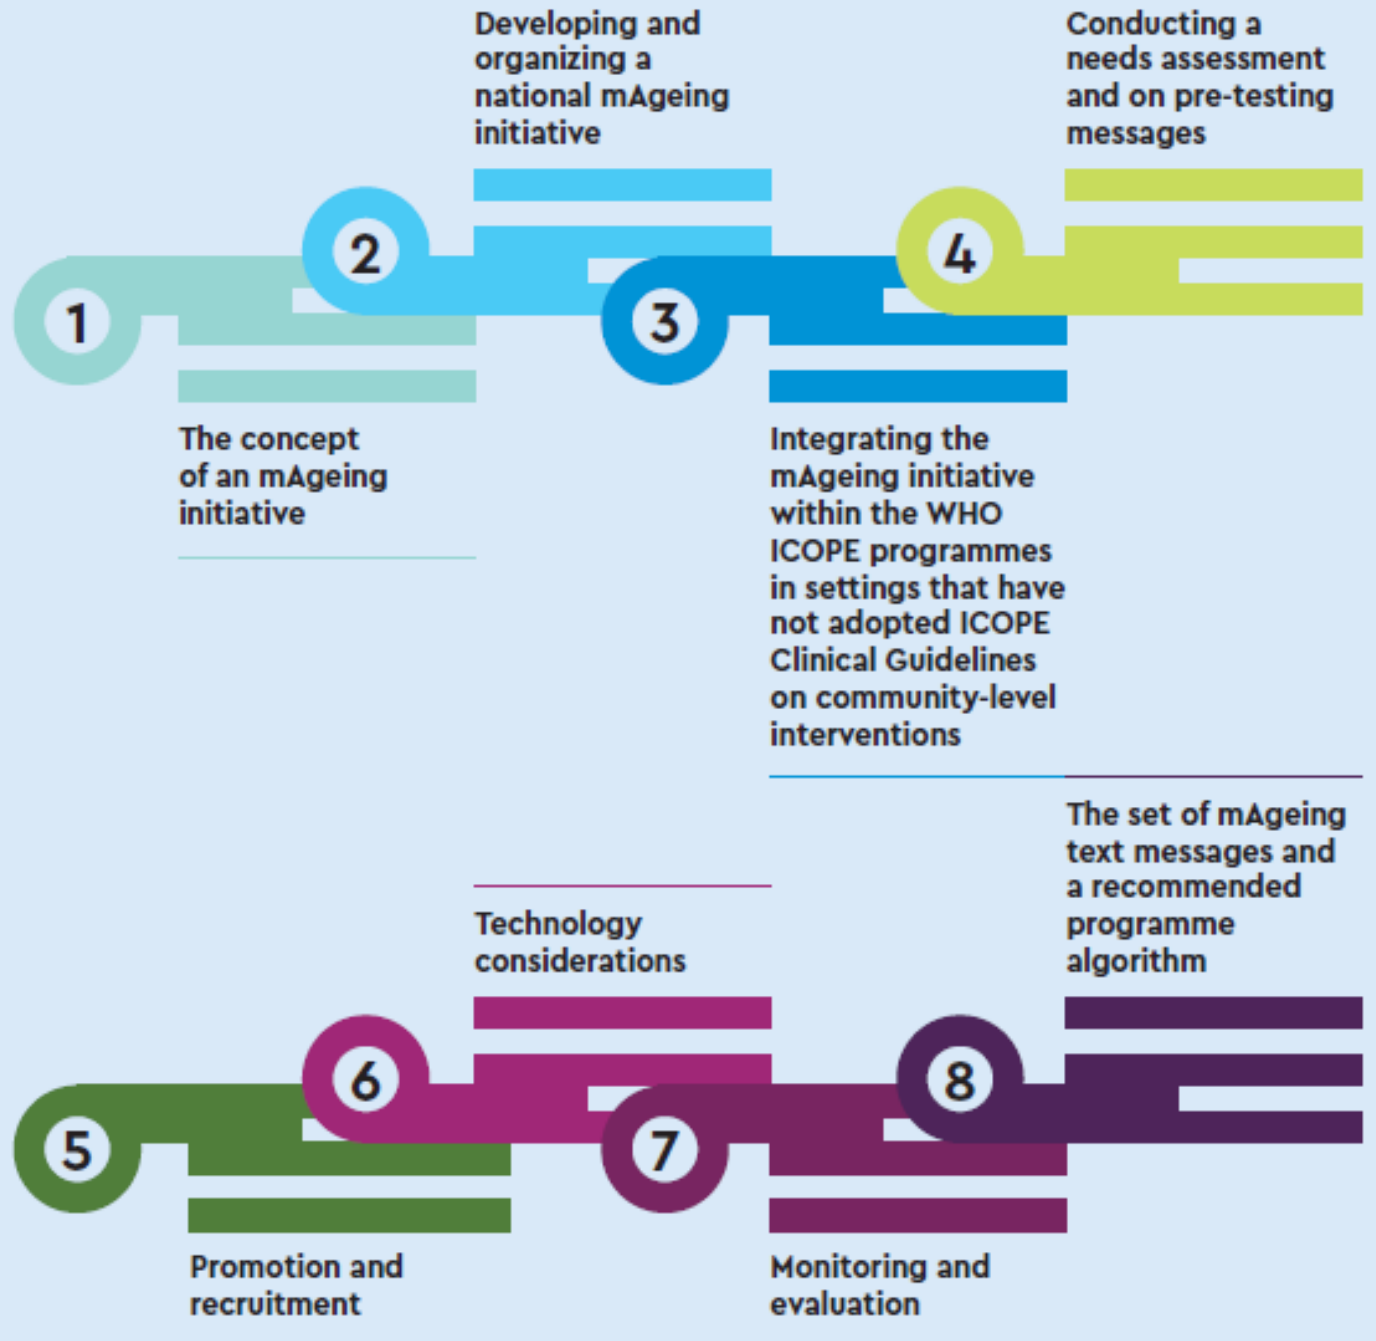 1
The concept
of an mAgeing
initiative
2
Developing and
organizing a
national mAgeing
initiative
3
Integrating the
mAgeing initiative
within the WHO
ICOPE programmes
in settings that have
not adopted ICOPE
Clinical Guidelines
on community-level
interventions
4
Conducting a
needs assessment
and on pre-testing
messages
5
Promotion and
recruitment
6
Technology
considerations
7
Monitoring and
evaluation
8
The set of mAgeing
text messages and
a recommended
programme
algorithm